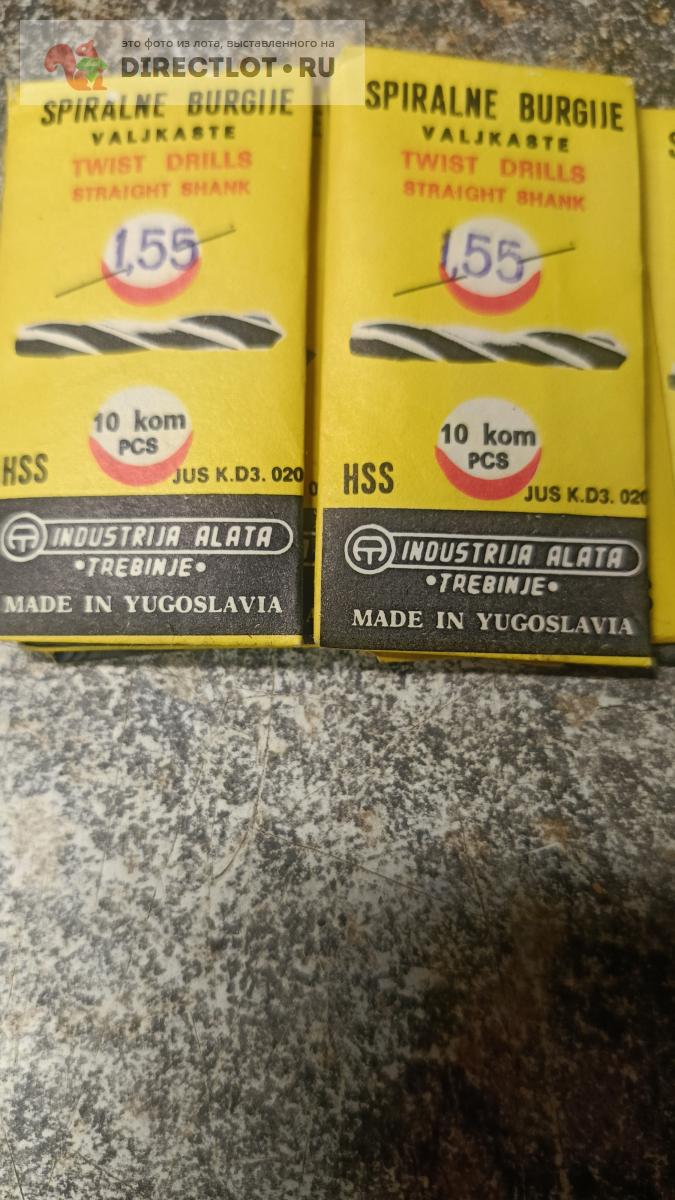 это фото из лота, выставленного на
DIRECTLOT•RU
SPIRALNE BURGIJE
VALJKASTE
TWIST DRILLS
STRAIGHT SHANK
1,55
10 kom
PCS
HSS
JUS K.D3. 020
INDUSTRIJA ALATA
•TREBINJE•
MADE IN YUGOSLAVIA
SPIRALNE BURGIJE
VALJKASTE
TWIST DRILLS
STRAIGHT SHANK
1,55
10 kom
PCS
HSS
JUS K.D3. 020
INDUSTRIJA ALATA
•TREBINJE•
MADE IN YUGOSLAVIA